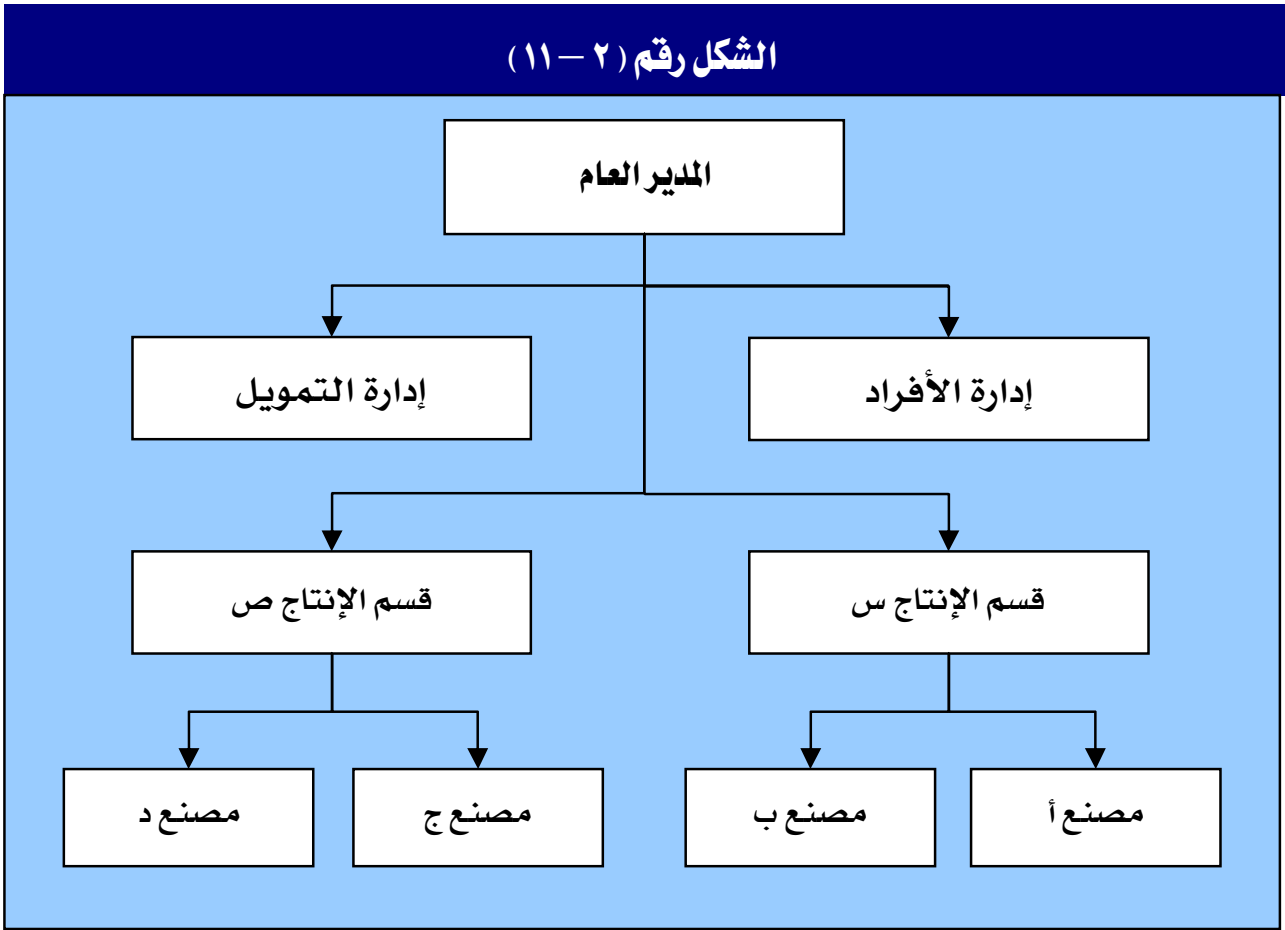 الشكل رقم (٢ – ١١)
المدير العام
إدارة الأفراد
إدارة التمويل
قسم الإنتاج س
قسم الإنتاج ص
مصنع أ
مصنع ب
مصنع ج
مصنع د